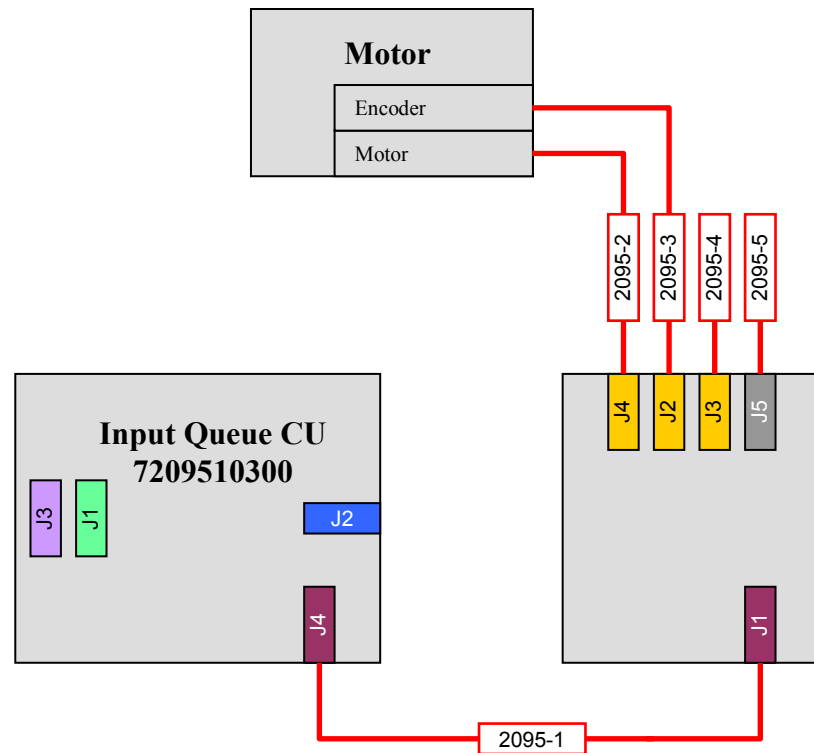 Motor
Encoder
Motor
2095-2
2095-3
2095-4
2095-5
Input Queue CU
7209510300
J3
J1
J2
J4
J4
J2
J3
J5
J1
2095-1